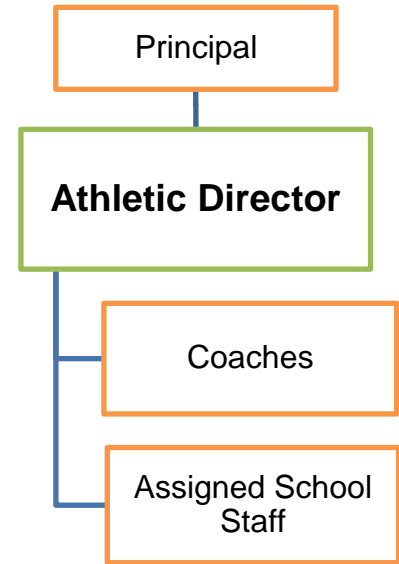 Principal
Athletic Director
Coaches
Assigned School
Staff